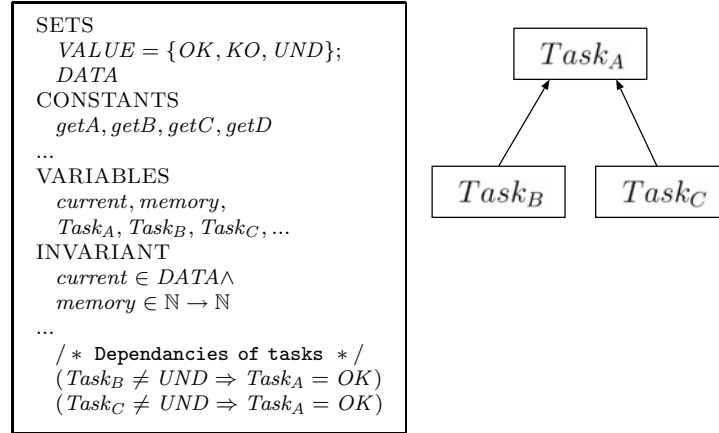 SETS
VALUE = {OK, KO, UND};
DATA
CONSTANTS
getA, getB, getC, getD
...
VARIABLES
current, memory,
Task_A, Task_B, Task_C, ...
INVARIANT
current ∈ DATA∧
memory ∈ ℕ → ℕ
...
/ * Dependancies of tasks * /
(Task_B ≠ UND ⇒ Task_A = OK)
(Task_C ≠ UND ⇒ Task_A = OK)
Task_A
Task_B Task_C